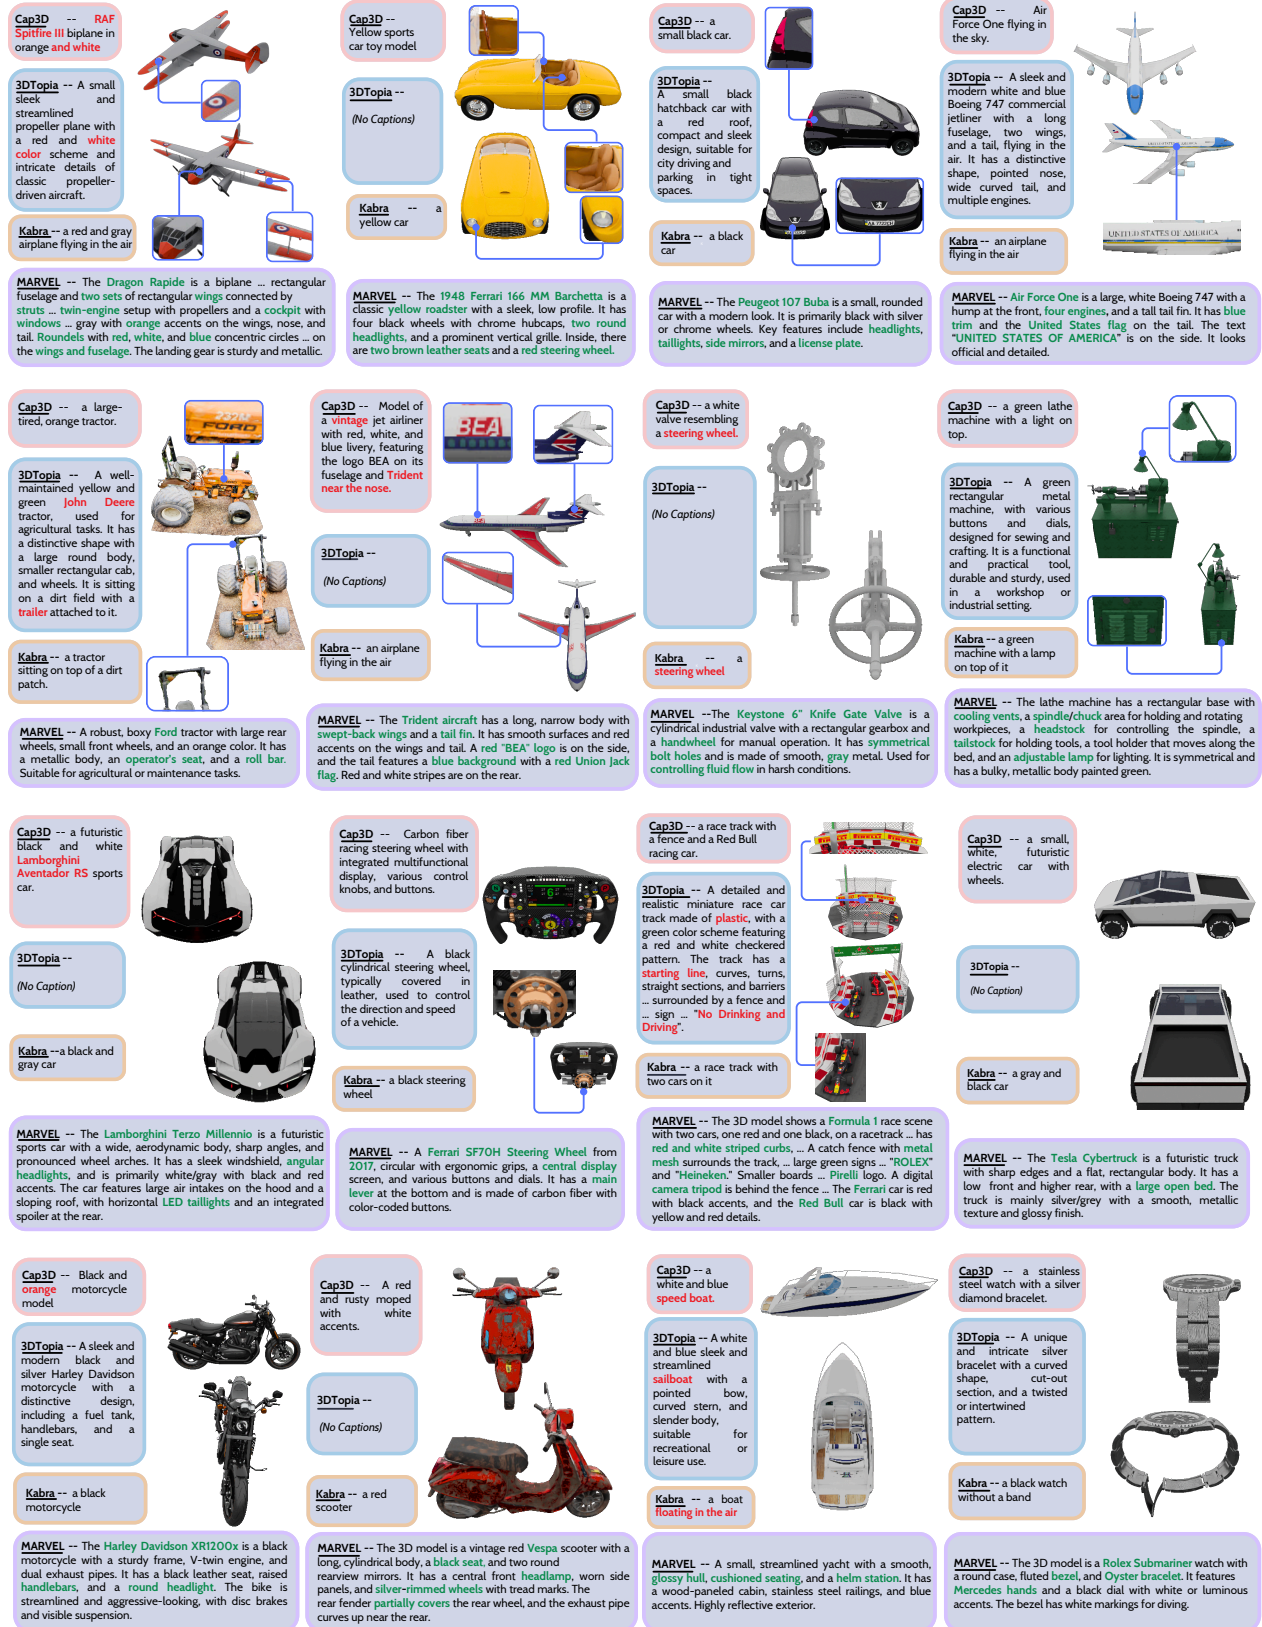 Cap3D -- RAF
Spitfire III biplane in
orange and white
3DTopia -- A small
sleek and
streamlined
propeller plane with
a red and white
color scheme and
intricate details of
classic propeller-
driven aircraft.
Kabra -- a red and gray
airplane flying in the air
MARVEL -- The Dragon Rapide is a biplane ... rectangular
fuselage and two sets of rectangular wings connected by
struts ... twin-engine setup with propellers and a cockpit with
windows ... gray with orange accents on the wings, nose, and
tail. Roundels with red, white, and blue concentric circles ... on
the wings and fuselage. The landing gear is sturdy and metallic.
Cap3D --
Yellow sports
car toy model
3DTopia --
(No Captions)
Kabra -- a
yellow car
MARVEL -- The 1948 Ferrari 166 MM Barchetta is a
classic yellow roadster with a sleek, low profile. It has
four black wheels with chrome hubcaps, two round
headlights, and a prominent vertical grille. Inside, there
are two brown leather seats and a red steering wheel.
Cap3D -- a
small black car.
3DTopia --
A small black
hatchback car with
a red roof,
compact and sleek
design, suitable for
city driving and
parking in tight
spaces.
Kabra -- a black
car
MARVEL -- The Peugeot 107 Buba is a small, rounded
car with a modern look. It is primarily black with silver
or chrome wheels. Key features include headlights,
taillights, side mirrors, and a license plate.
Cap3D -- Air
Force One flying in
the sky.
3DTopia -- A sleek and
modern white and blue
Boeing 747 commercial
jetliner with a long
fuselage, two wings,
and a tail, flying in the
air. It has a distinctive
shape, pointed nose,
wide curved tail, and
multiple engines.
Kabra -- an airplane
flying in the air
UNITED STATES OF AMERICA
MARVEL -- Air Force One is a large, white Boeing 747 with a
hump at the front, four engines, and a tall tail fin. It has blue
trim and the United States flag on the tail. The text
"UNITED STATES OF AMERICA" is on the side. It looks
official and detailed.
Cap3D -- a large-
tired, orange tractor.
3DTopia -- A well-
maintained yellow and
green John Deere
tractor, used for
agricultural tasks. It has
a distinctive shape with
a large round body,
smaller rectangular cab,
and wheels. It is sitting
on a dirt field with a
trailer attached to it.
Kabra -- a tractor
sitting on top of a dirt
patch.
FORD
MARVEL -- A robust, boxy Ford tractor with large rear
wheels, small front wheels, and an orange color. It has
a metallic body, an operator's seat, and a roll bar.
Suitable for agricultural or maintenance tasks.
Cap3D -- Model of
a vintage jet airliner
with red, white, and
blue livery, featuring
the logo BEA on its
fuselage and Trident
near the nose.
3DTopia --
(No Captions)
Kabra -- an airplane
flying in the air
BEA
BEA
MARVEL -- The Trident aircraft has a long, narrow body with
swept-back wings and a tail fin. It has smooth surfaces and red
accents on the wings and tail. A red "BEA" logo is on the side,
and the tail features a blue background with a red Union Jack
flag. Red and white stripes are on the rear.
Cap3D -- a white
valve resembling
a steering wheel.
3DTopia --
(No Captions)
Kabra -- a
steering wheel
MARVEL --The Keystone 6" Knife Gate Valve is a
cylindrical industrial valve with a rectangular gearbox and
a handwheel for manual operation. It has symmetrical
bolt holes and is made of smooth, gray metal. Used for
controlling fluid flow in harsh conditions.
Cap3D -- a green lathe
machine with a light on
top.
3DTopia -- A green
rectangular metal
machine, with various
buttons and dials,
designed for sewing and
crafting. It is a functional
and practical tool,
durable and sturdy, used
in a workshop or
industrial setting.
Kabra -- a green
machine with a lamp
on top of it
MARVEL -- The lathe machine has a rectangular base with
cooling vents, a spindle/chuck area for holding and rotating
workpieces, a headstock for controlling the spindle, a
tailstock for holding tools, a tool holder that moves along the
bed, and an adjustable lamp for lighting. It is symmetrical and
has a bulky, metallic body painted green.
Cap3D -- a futuristic
black and white
Lamborghini
Aventador RS sports
car.
3DTopia --
(No Caption)
Kabra --a black and
gray car
MARVEL -- The Lamborghini Terzo Millennio is a futuristic
sports car with a wide, aerodynamic body, sharp angles, and
pronounced wheel arches. It has a sleek windshield, angular
headlights, and is primarily white/gray with black and red
accents. The car features large air intakes on the hood and a
sloping roof, with horizontal LED taillights and an integrated
spoiler at the rear.
Cap3D -- Carbon fiber
racing steering wheel with
integrated multifunctional
display, various control
knobs, and buttons.
3DTopia -- A black
cylindrical steering wheel,
typically covered in
leather, used to control
the direction and speed
of a vehicle.
Kabra -- a black steering
wheel
MARVEL -- A Ferrari SF70H Steering Wheel from
2017, circular with ergonomic grips, a central display
screen, and various buttons and dials. It has a main
lever at the bottom and is made of carbon fiber with
color-coded buttons.
Cap3D -- a race track with
a fence and a Red Bull
racing car.
3DTopia -- A detailed and
realistic miniature race car
track made of plastic, with a
green color scheme featuring
a red and white checkered
pattern. The track has a
starting line, curves, turns,
straight sections, and barriers
... surrounded by a fence and
... sign ... "No Drinking and
Driving".
Kabra -- a race track with
two cars on it
MARVEL -- The 3D model shows a Formula 1 race scene
with two cars, one red and one black, on a racetrack ... has
red and white striped curbs, ... A catch fence with metal
mesh surrounds the track, ... large green signs ... "ROLEX"
and "Heineken." Smaller boards ... Pirelli logo. A digital
camera tripod is behind the fence ... The Ferrari car is red
with black accents, and the Red Bull car is black with
yellow and red details.
Cap3D -- a small,
white, futuristic
electric car with
wheels.
3DTopia --
(No Caption)
Kabra -- a gray and
black car
MARVEL -- The Tesla Cybertruck is a futuristic truck
with sharp edges and a flat, rectangular body. It has a
low front and higher rear, with a large open bed. The
truck is mainly silver/grey with a smooth, metallic
texture and glossy finish.
Cap3D -- Black and
orange motorcycle
model
3DTopia -- A sleek and
modern black and
silver Harley Davidson
motorcycle with a
distinctive design,
including a fuel tank,
handlebars, and a
single seat.
Kabra -- a black
motorcycle
MARVEL -- The Harley Davidson XR1200x is a black
motorcycle with a sturdy frame, V-twin engine, and
dual exhaust pipes. It has a black leather seat, raised
handlebars, and a round headlight. The bike is
streamlined and aggressive-looking, with disc brakes
and visible suspension.
Cap3D -- A red
and rusty moped
with white
accents.
3DTopia --
(No Captions)
Kabra -- a red
scooter
MARVEL -- The 3D model is a vintage red Vespa scooter with a
long, cylindrical body, a black seat, and two round
rearview mirrors. It has a central front headlamp, worn side
panels, and silver-rimmed wheels with tread marks. The
rear fender partially covers the rear wheel, and the exhaust pipe
curves up near the rear.
Cap3D -- a
white and blue
speed boat.
3DTopia -- A white
and blue sleek and
streamlined
sailboat with a
pointed bow,
curved stern, and
slender body,
suitable for
recreational or
leisure use.
Kabra -- a boat
floating in the air
MARVEL -- A small, streamlined yacht with a smooth,
glossy hull, cushioned seating, and a helm station. It has
a wood-paneled cabin, stainless steel railings, and blue
accents. Highly reflective exterior.
Cap3D -- a stainless
steel watch with a silver
diamond bracelet.
3DTopia -- A unique
and intricate silver
bracelet with a curved
shape, cut-out
section, and a twisted
or intertwined
pattern.
Kabra -- a black watch
without a band
MARVEL -- The 3D model is a Rolex Submariner watch with
a round case, fluted bezel, and Oyster bracelet. It features
Mercedes hands and a black dial with white or luminous
accents. The bezel has white markings for diving.